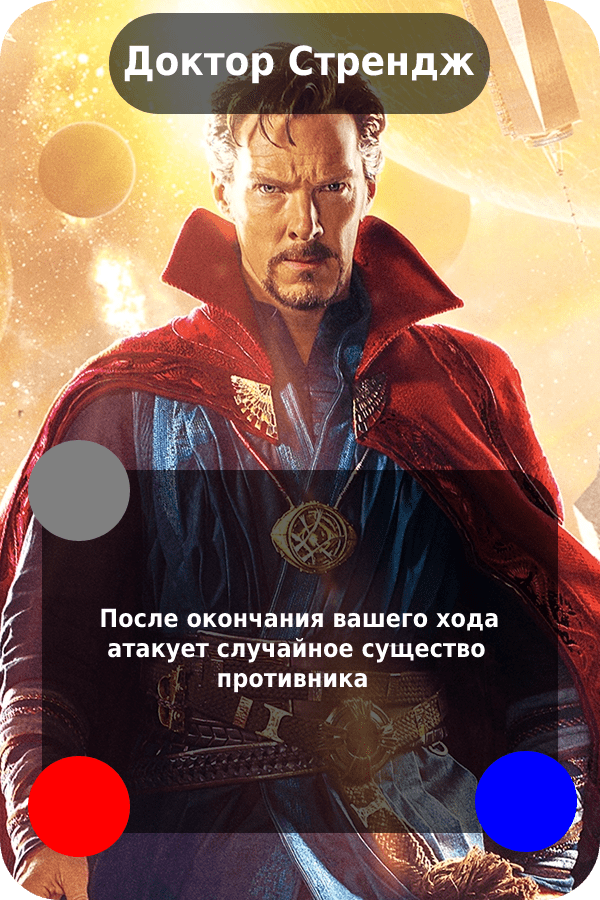 Доктор Стрендж
После окончания вашего хода
атакует случайное существо
противника